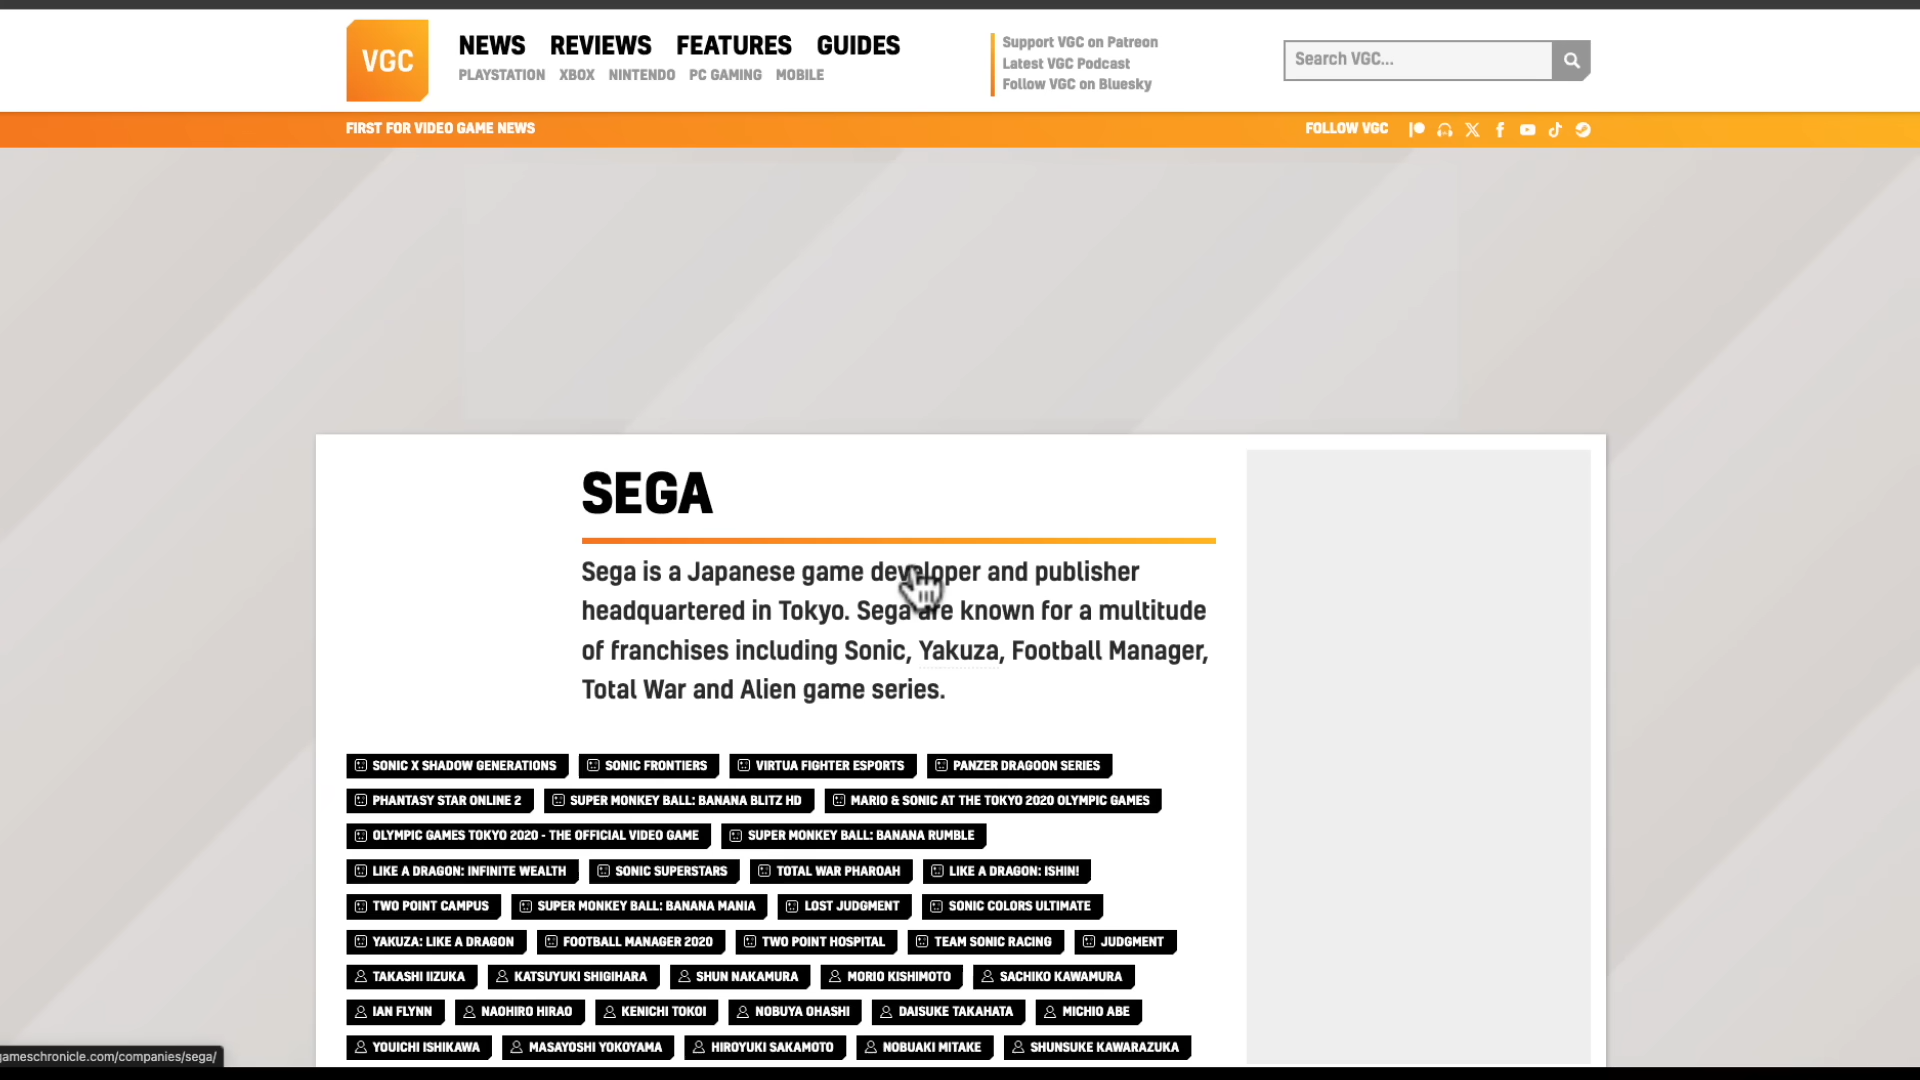 VGC
NEWS REVIEWS FEATURES GUIDES
PLAYSTATION XBOX NINTENDO PC GAMING MOBILE
Support VGC on Patreon
Latest VGC Podcast
Follow VGC on Bluesky
Search VGC...
FIRST FOR VIDEO GAME NEWS
FOLLOW VGC
SEGA
Sega is a Japanese game developer and publisher
headquartered in Tokyo. Sega are known for a multitude
of franchises including Sonic, Yakuza, Football Manager,
Total War and Alien game series.
SONIC X SHADOW GENERATIONS SONIC FRONTIERS VIRTUA FIGHTER ESPORTS PANZER DRAGOON SERIES
PHANTASY STAR ONLINE 2 SUPER MONKEY BALL: BANANA BLITZ HD MARIO & SONIC AT THE TOKYO 2020 OLYMPIC GAMES
OLYMPIC GAMES TOKYO 2020 - THE OFFICIAL VIDEO GAME SUPER MONKEY BALL: BANANA RUMBLE
LIKE A DRAGON: INFINITE WEALTH SONIC SUPERSTARS TOTAL WAR PHAROAH LIKE A DRAGON: ISHIN!
TWO POINT CAMPUS SUPER MONKEY BALL: BANANA MANIA LOST JUDGMENT SONIC COLORS ULTIMATE
YAKUZA: LIKE A DRAGON FOOTBALL MANAGER 2020 TWO POINT HOSPITAL TEAM SONIC RACING JUDGMENT
TAKASHI IIZUKA KATSUYUKI SHIGIHARA SHUN NAKAMURA MORIO KISHIMOTO SACHIKO KAWAMURA
IAN FLYNN NAOHIRO HIRAO KENICHI TOKOI NOBUYA OHASHI DAISUKE TAKAHATA MICHIO ABE
YOUICHI ISHIKAWA MASAYOSHI YOKOYAMA HIROYUKI SAKAMOTO NOBUAKI MITAKE SHUNSUKE KAWARAZUKA
gameschronicle.com/companies/sega/